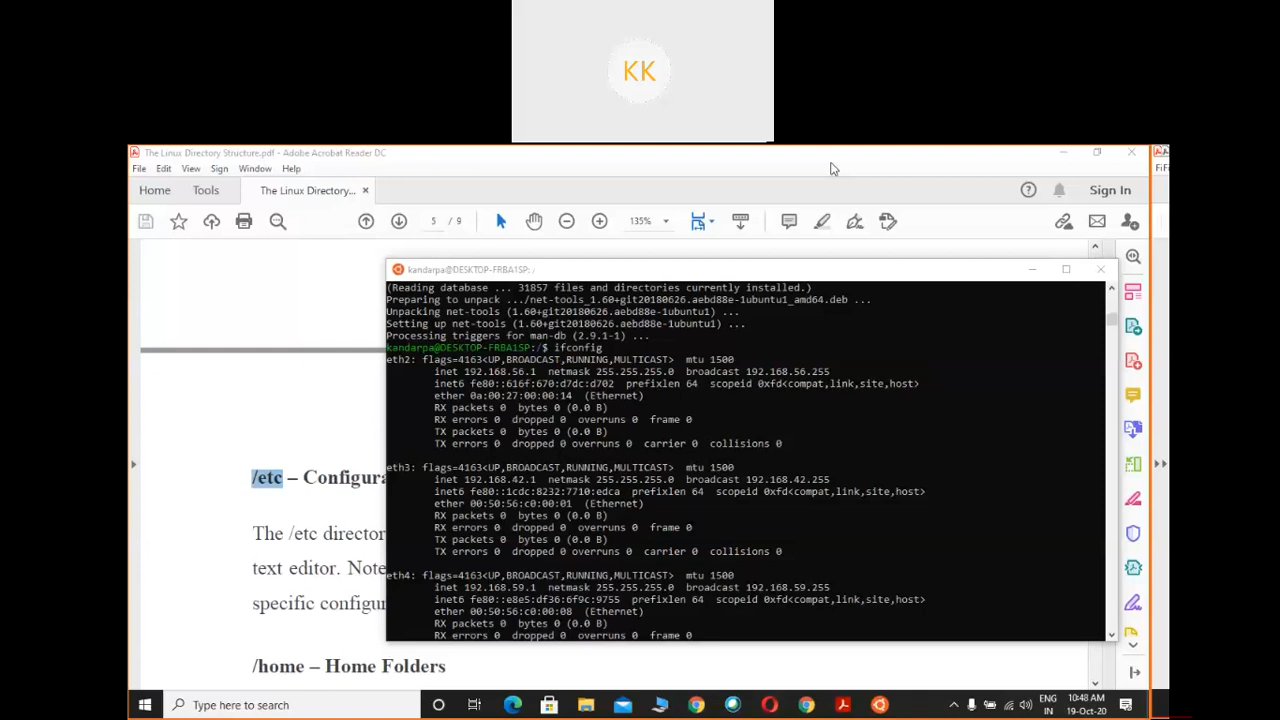 KK
The Linux Directory Structure.pdf - Adobe Acrobat Reader DC
File Edit View Sign Window Help
Home Tools The Linux Directory... × Sign In
5 / 9 135%
kandarpa@DESKTOP-FRBA1SP: /
(Reading database ... 31857 files and directories currently installed.)
Preparing to unpack .../net-tools_1.60+git20180626.aebd88e-1ubuntu1_amd64.deb ...
Unpacking net-tools (1.60+git20180626.aebd88e-1ubuntu1) ...
Setting up net-tools (1.60+git20180626.aebd88e-1ubuntu1) ...
Processing triggers for man-db (2.9.1-1) ...
kandarpa@DESKTOP-FRBA1SP:/$ ifconfig
eth2: flags=4163<UP,BROADCAST,RUNNING,MULTICAST> mtu 1500
inet 192.168.56.1 netmask 255.255.255.0 broadcast 192.168.56.255
inet6 fe80::616f:670:d7dc:d702 prefixlen 64 scopeid 0xfd<compat,link,site,host>
ether 0a:00:27:00:00:14 (Ethernet)
RX packets 0 bytes 0 (0.0 B)
RX errors 0 dropped 0 overruns 0 frame 0
TX packets 0 bytes 0 (0.0 B)
TX errors 0 dropped 0 overruns 0 carrier 0 collisions 0
eth3: flags=4163<UP,BROADCAST,RUNNING,MULTICAST> mtu 1500
inet 192.168.42.1 netmask 255.255.255.0 broadcast 192.168.42.255
inet6 fe80::1cdc:8232:7710:edca prefixlen 64 scopeid 0xfd<compat,link,site,host>
ether 00:50:56:c0:00:01 (Ethernet)
RX packets 0 bytes 0 (0.0 B)
RX errors 0 dropped 0 overruns 0 frame 0
TX packets 0 bytes 0 (0.0 B)
TX errors 0 dropped 0 overruns 0 carrier 0 collisions 0
eth4: flags=4163<UP,BROADCAST,RUNNING,MULTICAST> mtu 1500
inet 192.168.59.1 netmask 255.255.255.0 broadcast 192.168.59.255
inet6 fe80::e8e5:df36:6f9c:9755 prefixlen 64 scopeid 0xfd<compat,link,site,host>
ether 00:50:56:c0:00:08 (Ethernet)
RX packets 0 bytes 0 (0.0 B)
RX errors 0 dropped 0 overruns 0 frame 0
/etc – Configura
The /etc director
text editor. Note
specific configur
/home – Home Folders
Type here to search
ENG 10:48 AM
IN 19-Oct-20